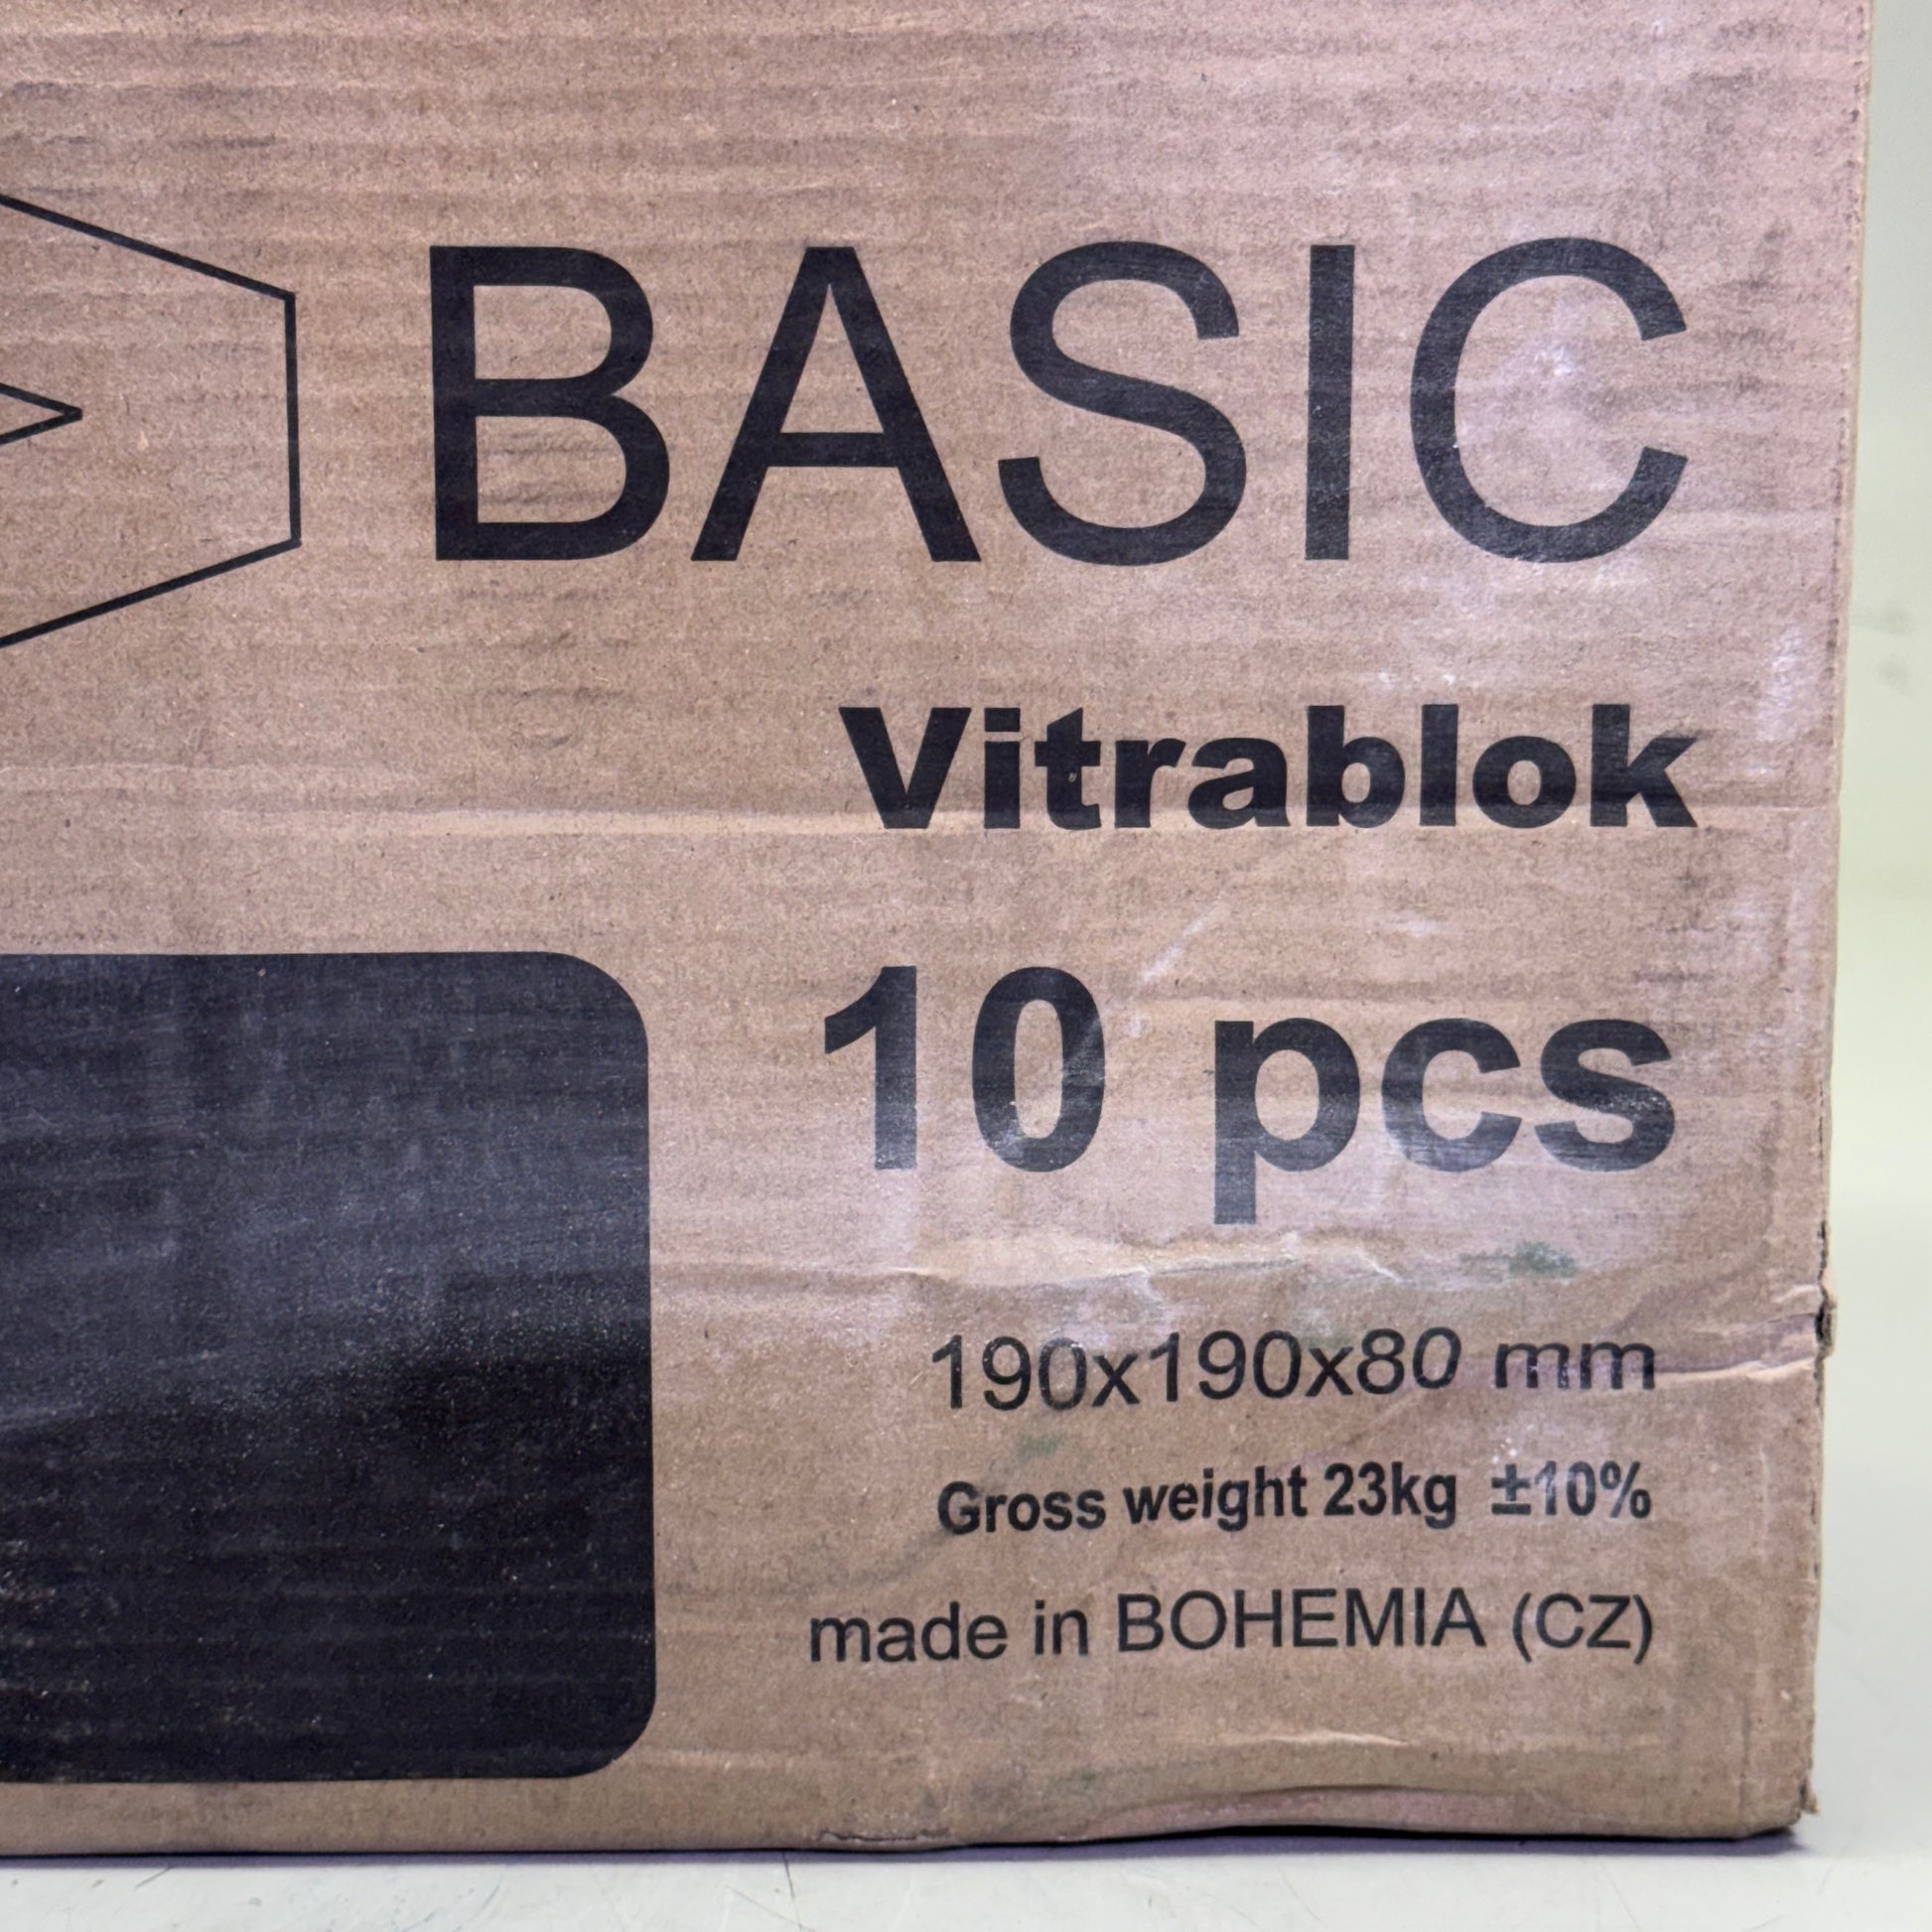 BASIC
Vitrablok
10 pcs
190x190x80 mm
Gross weight 23kg ±10%
made in BOHEMIA (CZ)